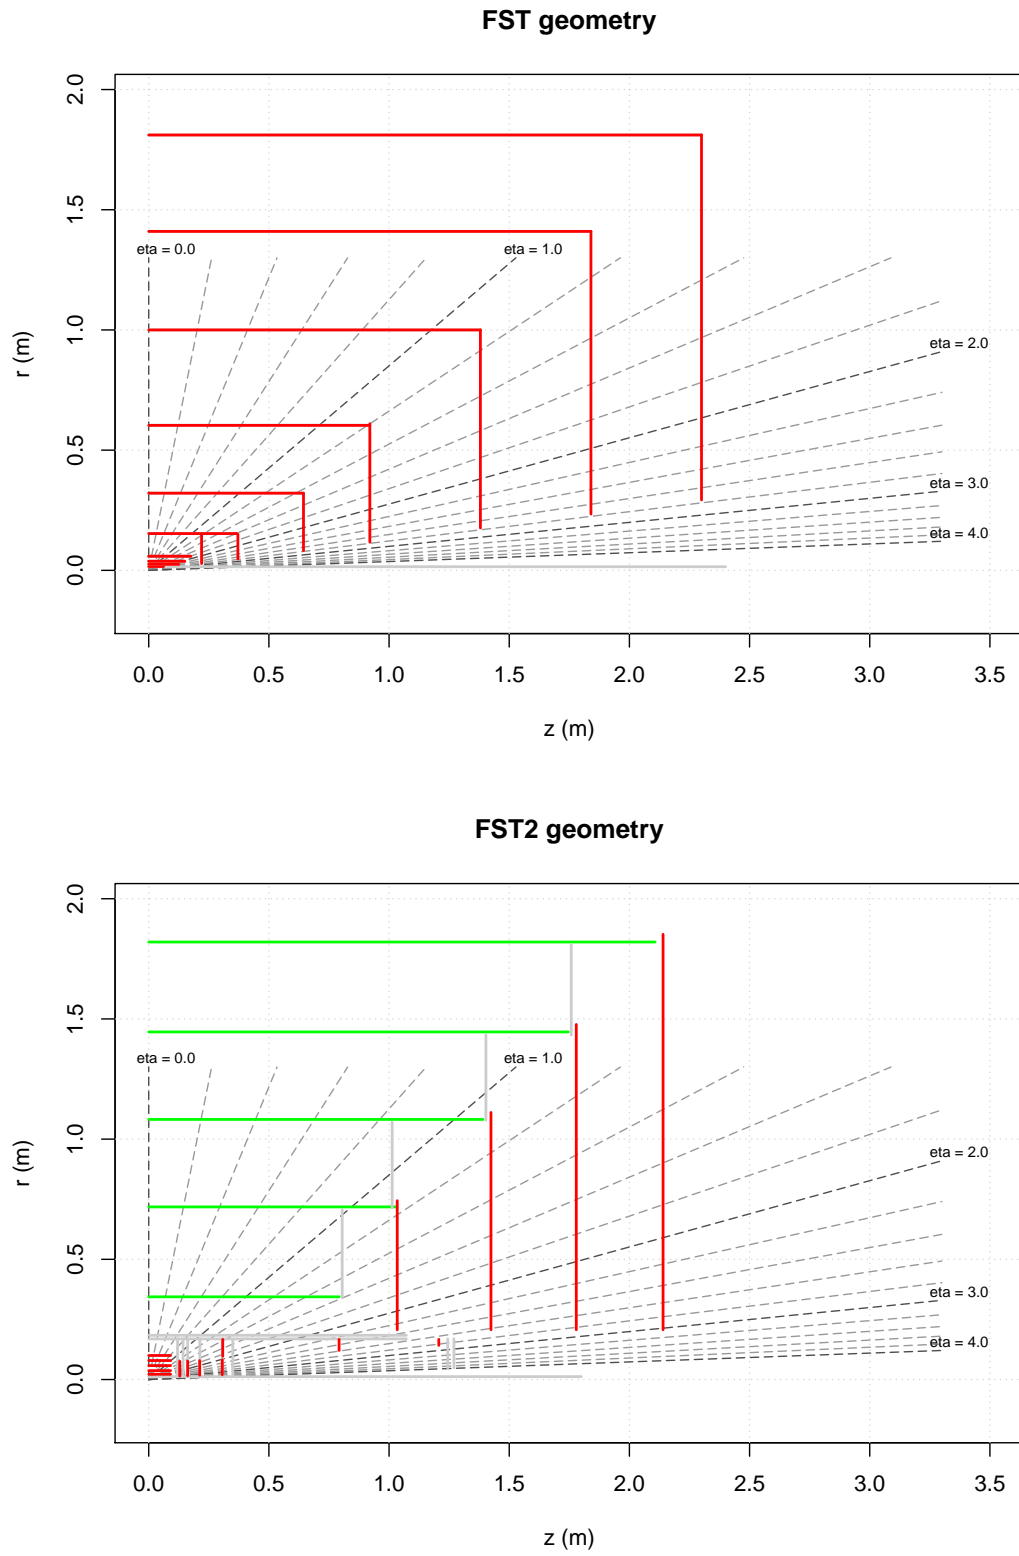 FST geometry
2.0
1.5
eta = 0.0 eta = 1.0
1.0
r (m)
eta = 2.0
0.5
eta = 3.0
eta = 4.0
0.0
0.0 0.5 1.0 1.5 2.0 2.5 3.0 3.5
z (m)
FST2 geometry
2.0
1.5
eta = 0.0 eta = 1.0
1.0
r (m)
eta = 2.0
0.5
eta = 3.0
eta = 4.0
0.0
0.0 0.5 1.0 1.5 2.0 2.5 3.0 3.5
z (m)